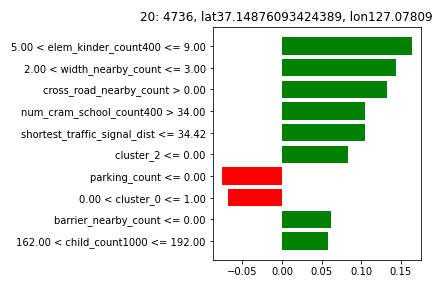 20: 4736, lat37.14876093424389, lon127.07809
5.00 < elem_kinder_count400 <= 9.00
2.00 < width_nearby_count <= 3.00
cross_road_nearby_count > 0.00
num_cram_school_count400 > 34.00
shortest_traffic_signal_dist <= 34.42
cluster_2 <= 0.00
parking_count <= 0.00
0.00 < cluster_0 <= 1.00
barrier_nearby_count <= 0.00
162.00 < child_count1000 <= 192.00
−0.05 0.00 0.05 0.10 0.15